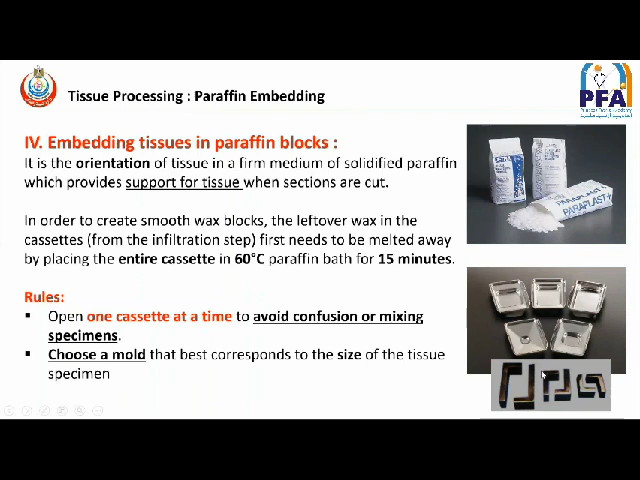 Tissue Processing : Paraffin Embedding
PFA
IV. Embedding tissues in paraffin blocks :
It is the orientation of tissue in a firm medium of solidified paraffin
which provides support for tissue when sections are cut.
In order to create smooth wax blocks, the leftover wax in the
cassettes (from the infiltration step) first needs to be melted away
by placing the entire cassette in 60°C paraffin bath for 15 minutes.
Rules:
▪ Open one cassette at a time to avoid confusion or mixing
specimens.
▪ Choose a mold that best corresponds to the size of the tissue
specimen
PARAPLAST+